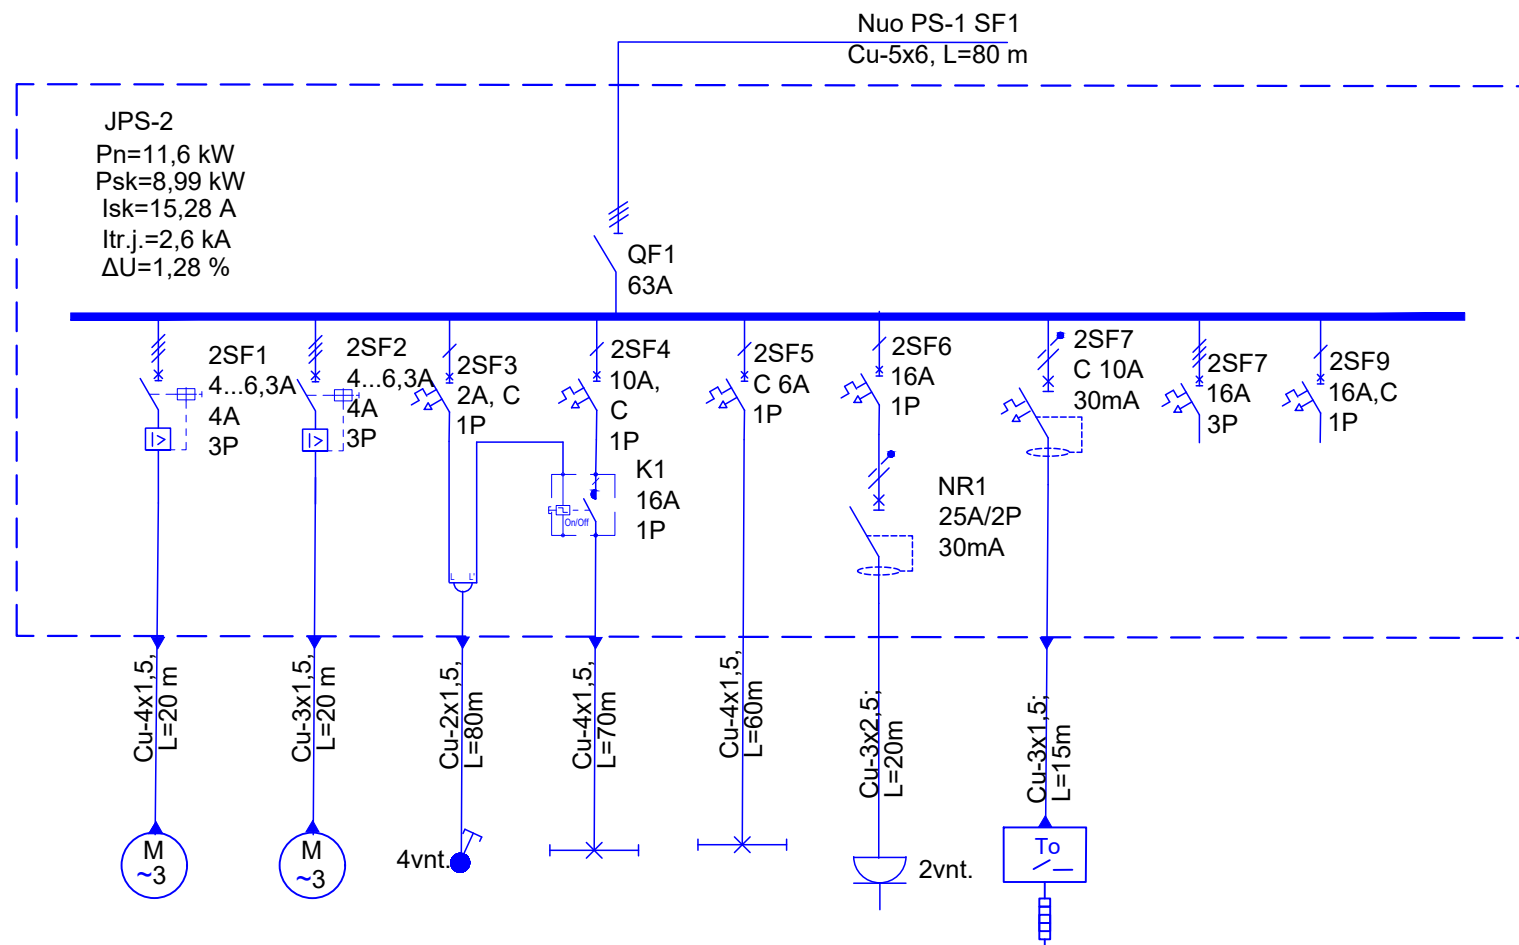 Nuo PS-1 SF1
Cu-5x6, L=80 m
JPS-2
Pn=11,6 kW
Psk=8,99 kW
Isk=15,28 A
Itr.j.=2,6 kA
ΔU=1,28 %
QF1
63A
2SF1
4...6,3A
4A
3P
2SF2
4...6,3A
4A
3P
2SF3
2A, C
1P
2SF4
10A,
C
1P
2SF5
C 6A
1P
2SF6
16A
1P
2SF7
C 10A
30mA
2SF7
16A
3P
2SF9
16A,C
1P
I>
I>
K1
16A
1P
On/Off
NR1
25A/2P
30mA
L L'
Cu-4x1,5,
L=20 m
Cu-3x1,5,
L=20 m
Cu-2x1,5,
L=80m
Cu-4x1,5,
L=70m
Cu-4x1,5,
L=60m
Cu-3x2,5;
L=20m
Cu-3x1,5;
L=15m
M
~3
M
~3
4vnt.
2vnt.
To